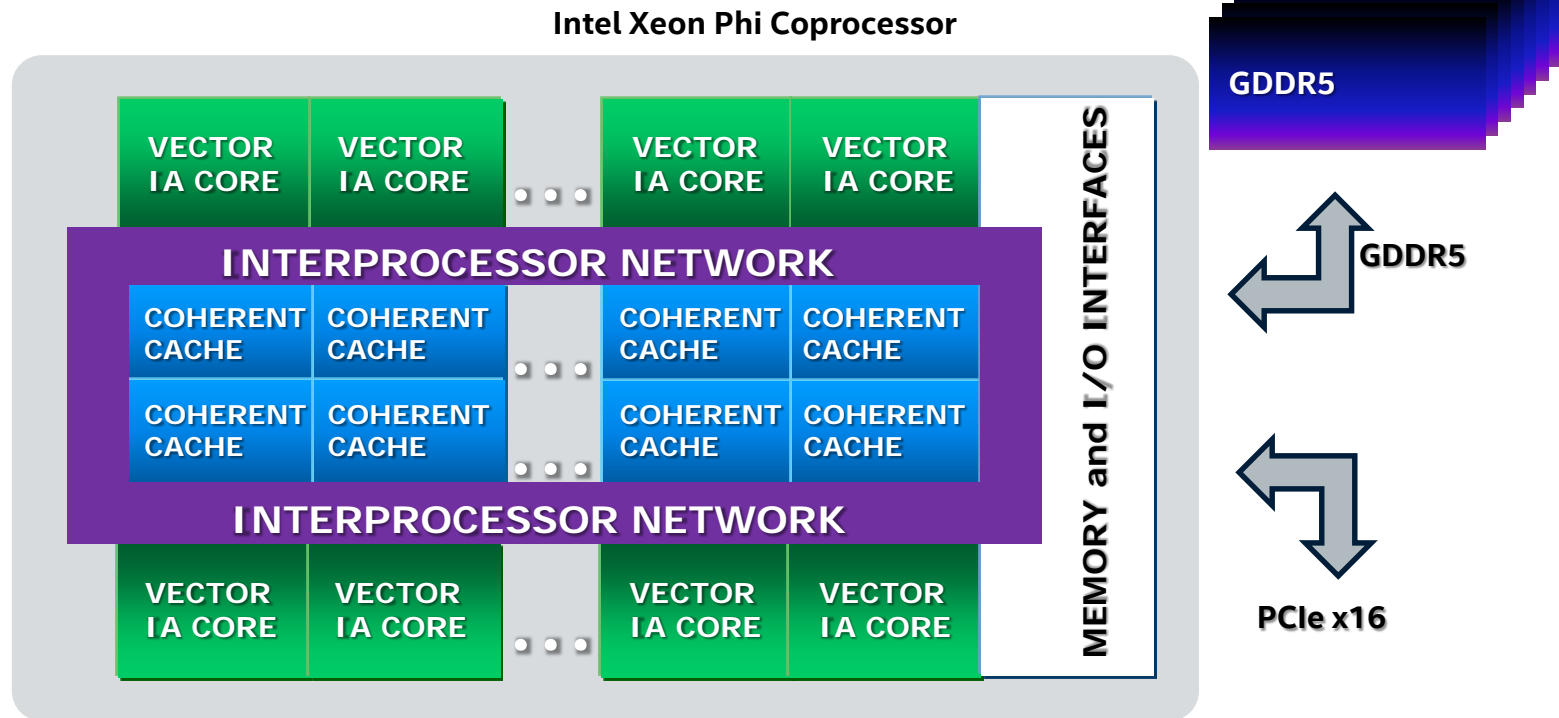 Intel Xeon Phi Coprocessor
GDDR5
VECTOR
IA CORE
VECTOR
IA CORE
VECTOR
IA CORE
VECTOR
IA CORE
MEMORY and I/O INTERFACES
INTERPROCESSOR NETWORK
GDDR5
COHERENT
CACHE
COHERENT
CACHE
COHERENT
CACHE
COHERENT
CACHE
COHERENT
CACHE
COHERENT
CACHE
COHERENT
CACHE
COHERENT
CACHE
INTERPROCESSOR NETWORK
VECTOR
IA CORE
VECTOR
IA CORE
VECTOR
IA CORE
VECTOR
IA CORE
PCIe x16